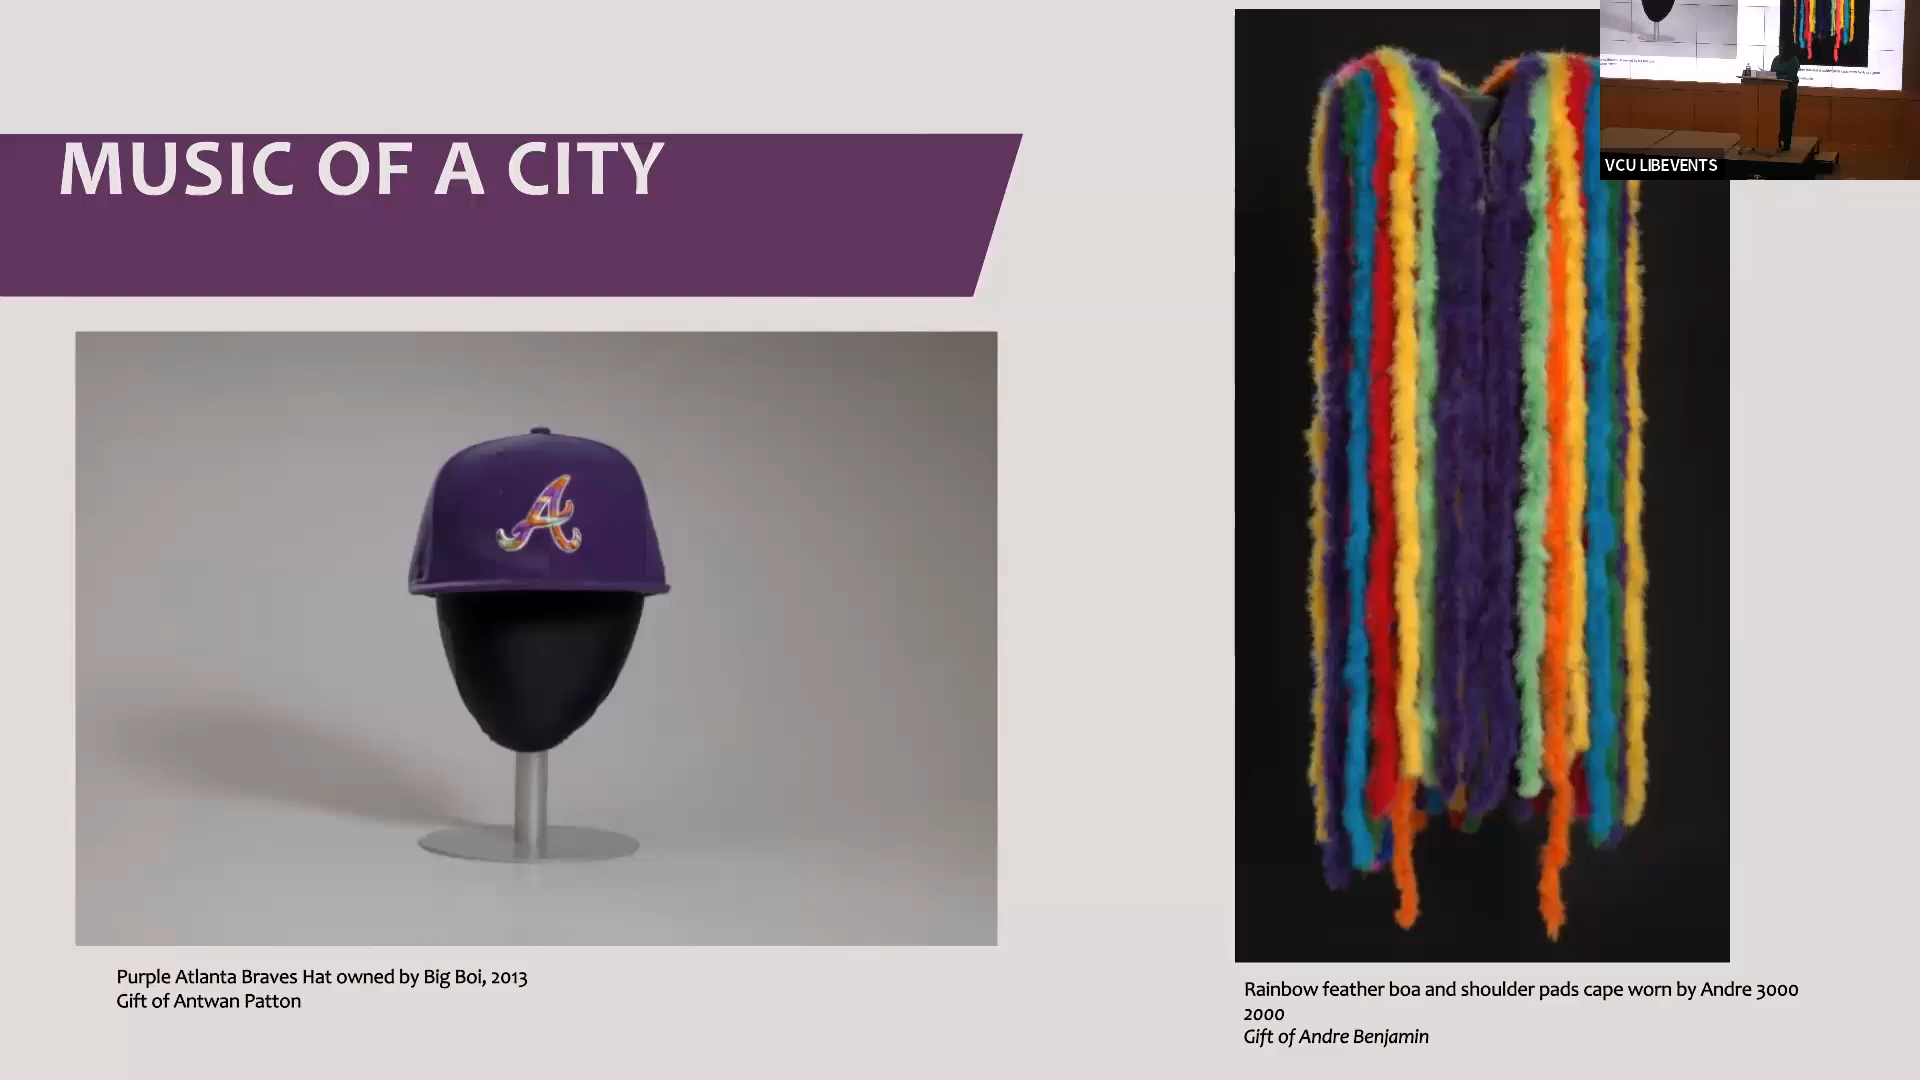 MUSIC OF A CITY
VCU LIBEVENTS
A
Purple Atlanta Braves Hat owned by Big Boi, 2013
Gift of Antwan Patton
Rainbow feather boa and shoulder pads cape worn by Andre 3000
2000
Gift of Andre Benjamin